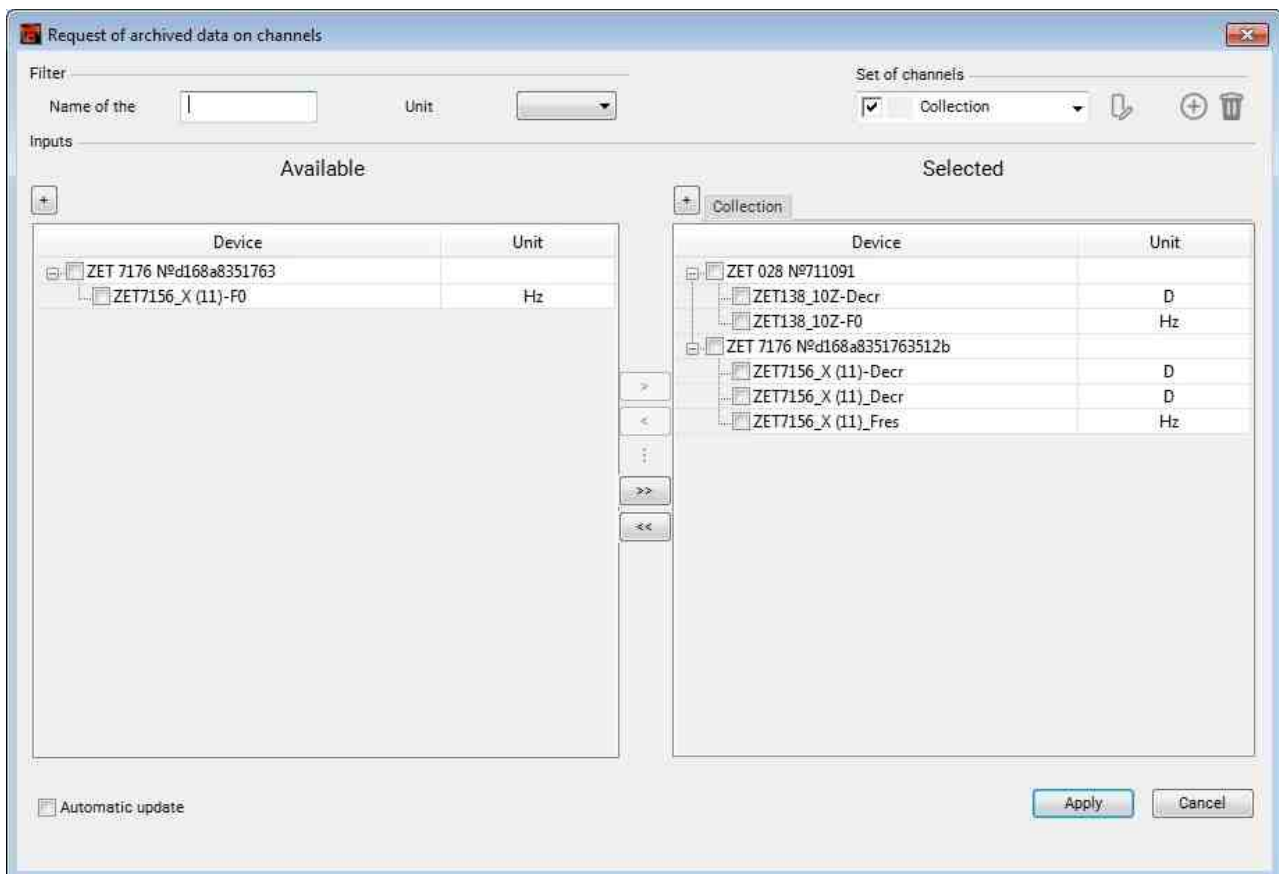 Request of archived data on channels
Filter
Set of channels
Name of the
Unit
Collection
Inputs
Available
Selected
+
+ Collection
Device Unit
Device Unit
ZET 7176 №d168a8351763
ZET7156_X (11)-F0 Hz
ZET 028 №711091
ZET138_10Z-Decr D
ZET138_10Z-F0 Hz
ZET 7176 №d168a8351763512b
ZET7156_X (11)-Decr D
ZET7156_X (11)_Decr D
ZET7156_X (11)_Fres Hz
>
<
>>
<<
Automatic update
Apply
Cancel